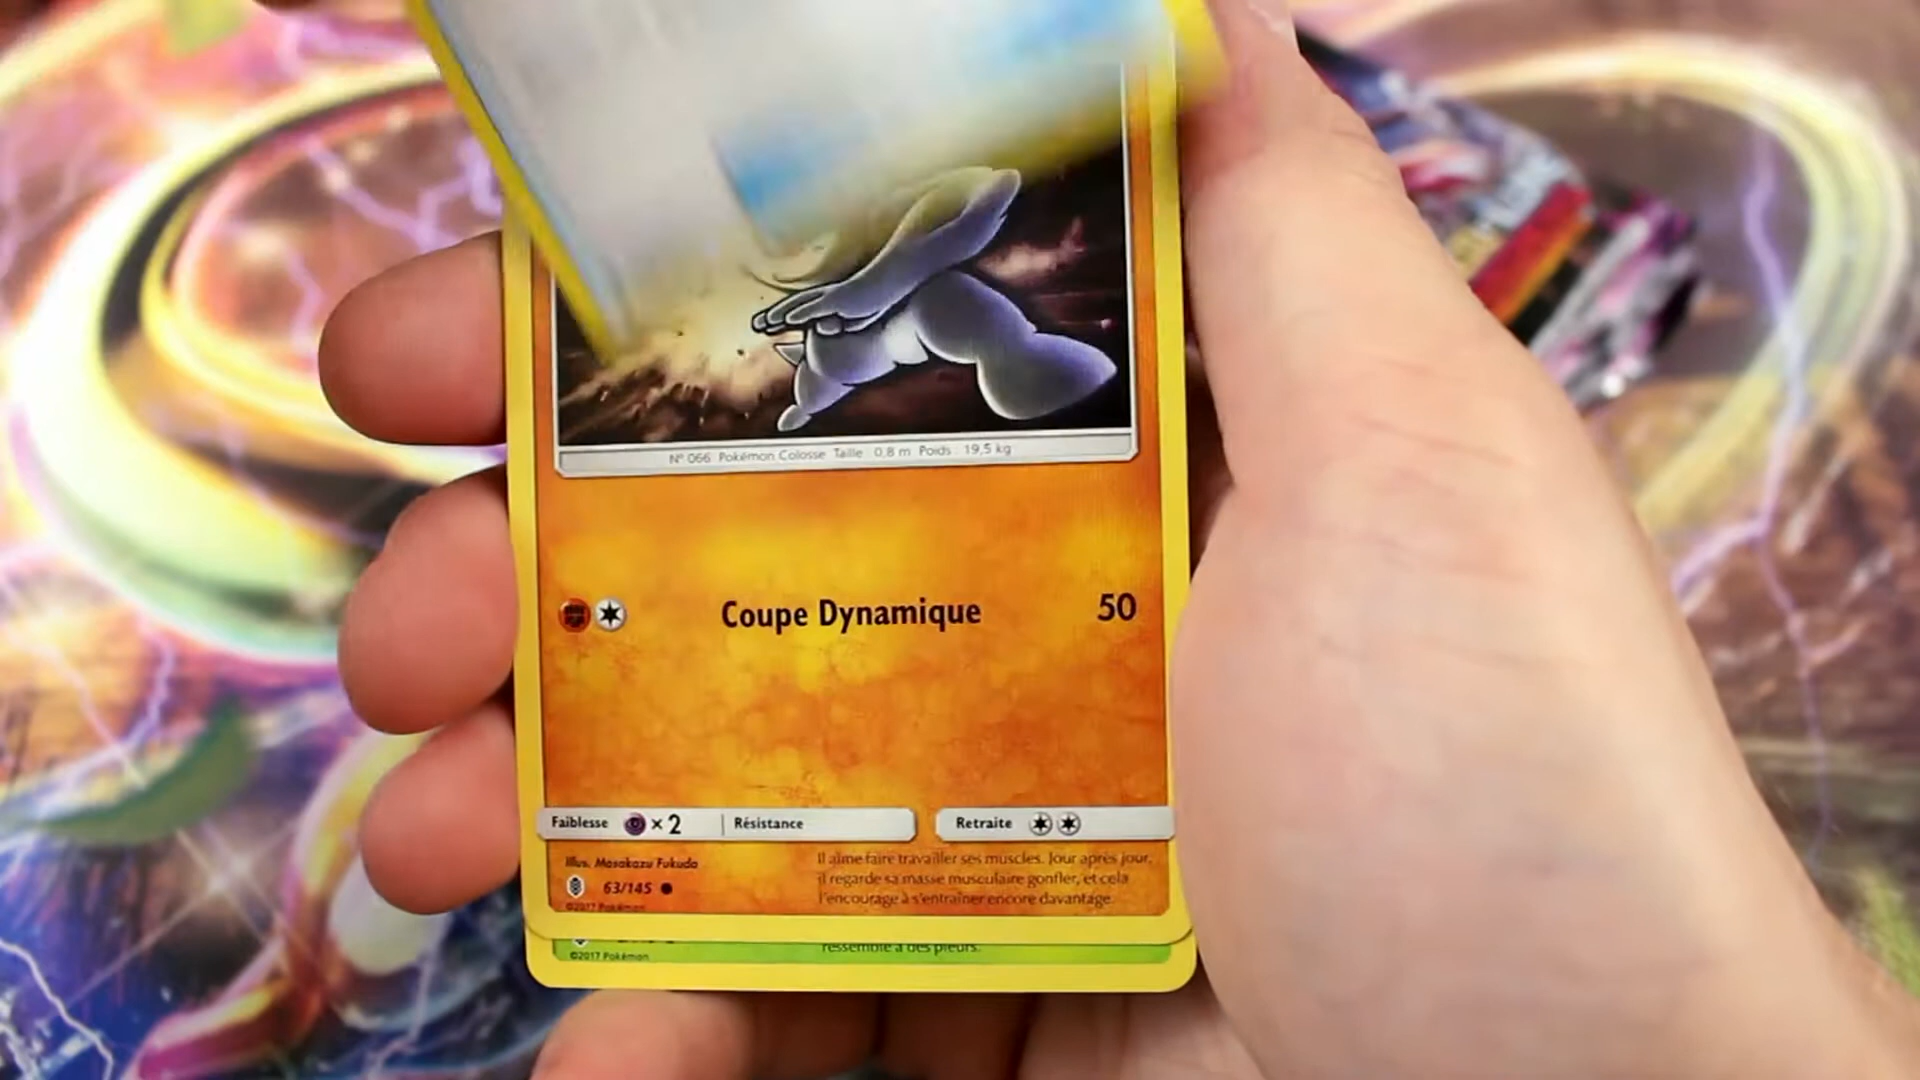 N° 066 Pokémon Colosse Taille : 0,8 m Poids : 19,5 kg
Coupe Dynamique 50
Faiblesse ×2 Résistance Retraite
Illus. Masakazu Fukuda
63/145
©2017 Pokémon
Il aime faire travailler ses muscles. Jour après jour,
il regarde sa masse musculaire gonfler, et cela
l'encourage à s'entraîner encore davantage.
ressemble à des pleurs.
©2017 Pokémon